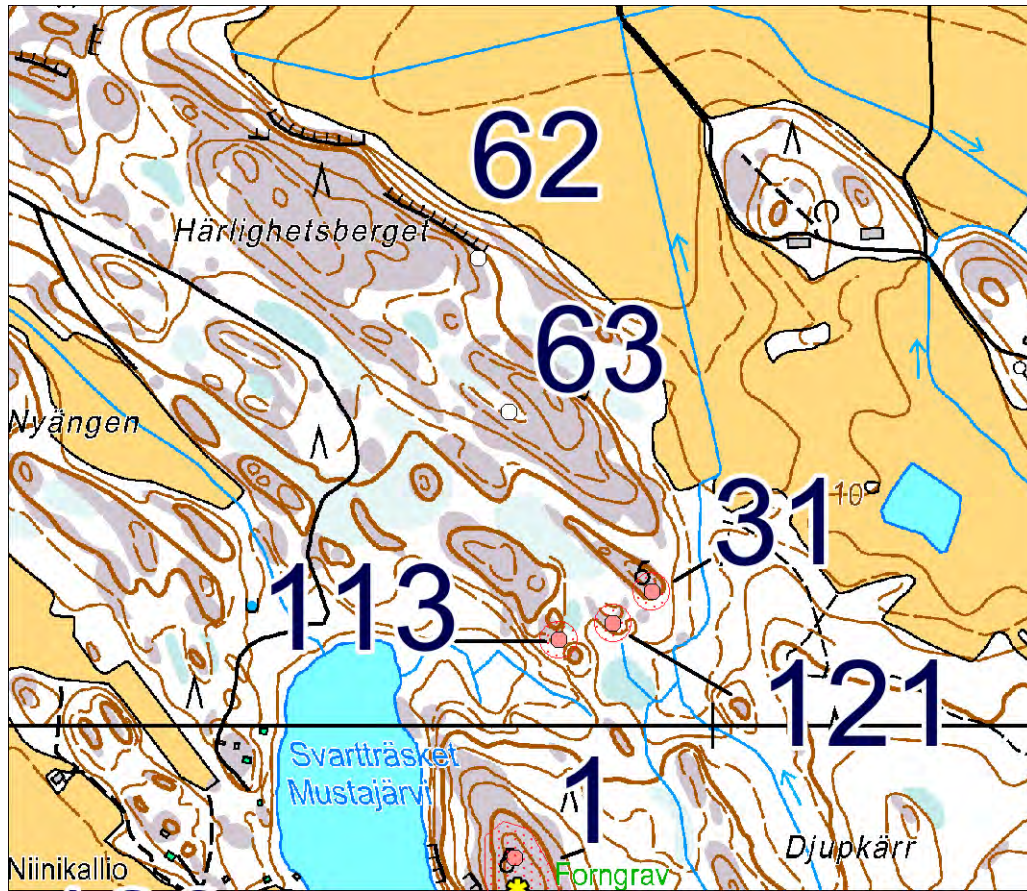 62
Härlighetsberget
63
Nyängen
31
10
113
121
Svartträsket
Mustajärvi
1
Djupkärr
Niinikallio
Forngrav